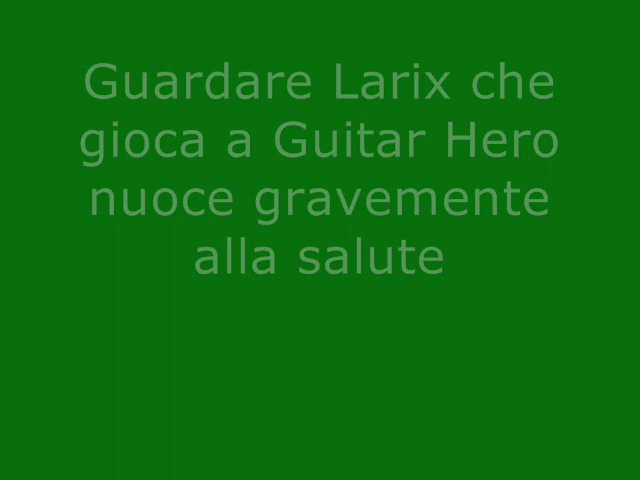 Guardare Larix che
gioca a Guitar Hero
nuoce gravemente
alla salute